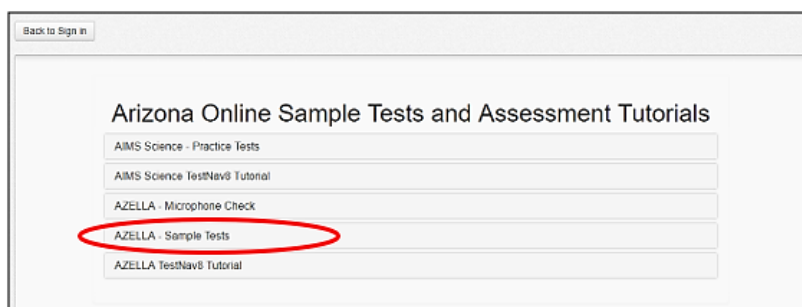 Back to Sign in
Arizona Online Sample Tests and Assessment Tutorials
AIMS Science - Practice Tests
AIMS Science TestNav8 Tutorial
AZELLA - Microphone Check
AZELLA - Sample Tests
AZELLA TestNav8 Tutorial